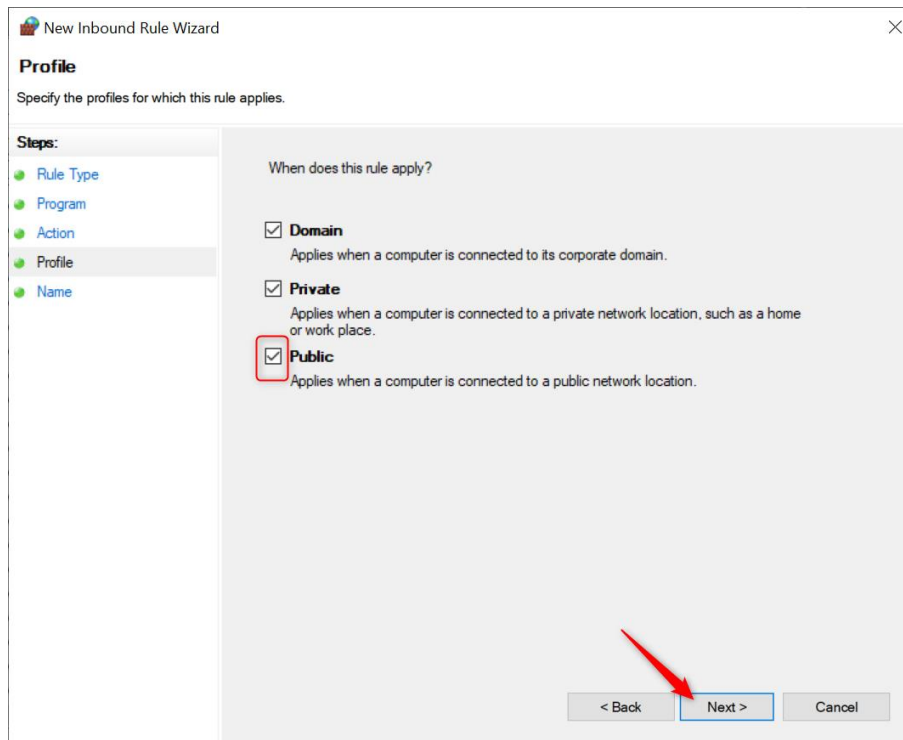 New Inbound Rule Wizard
Profile
Specify the profiles for which this rule applies.
Steps:
Rule Type
Program
Action
Profile
Name
When does this rule apply?
Domain
Applies when a computer is connected to its corporate domain.
Private
Applies when a computer is connected to a private network location, such as a home
or work place.
Public
Applies when a computer is connected to a public network location.
< Back
Next >
Cancel